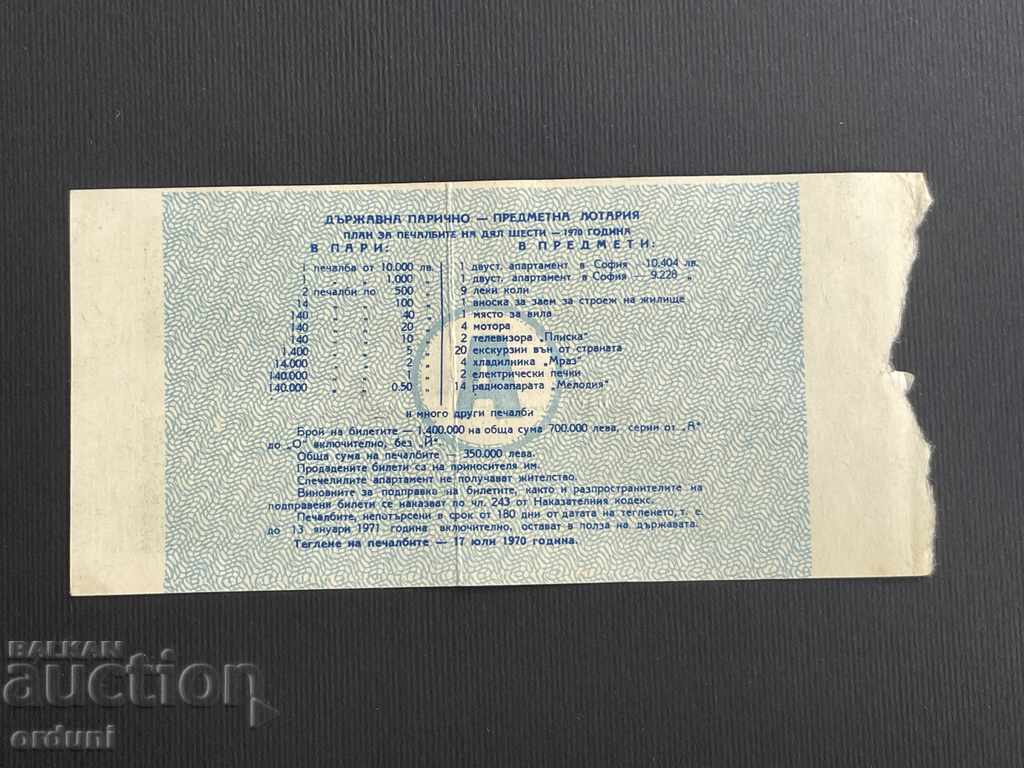 ДЪРЖАВНА ПАРИЧНО — ПРЕДМЕТНА ЛОТАРИЯ
ПЛАН ЗА ПЕЧАЛБИТЕ НА ДЯЛ ШЕСТИ — 1970 ГОДИНА
В ПАРИ:
1 печалба от 10.000 лв.
1 " " 1.000 "
2 печалби по 500 "
14 " " 100 "
140 " " 40 "
140 " " 20 "
140 " " 10 "
1.400 " " 5 "
14.000 " " 2 "
140.000 " " 1 "
140.000 " " 0.50 "
В ПРЕДМЕТИ:
1 двуст. апартамент в София — 10.404 лв.
1 двуст. апартамент в София — 9.228 "
9 леки коли
1 вноска за заем за строеж на жилище
1 място за вила
4 мотора
2 телевизора „Плиска"
20 екскурзии вън от страната
4 хладилника „Мраз"
2 електрически печки
14 радиоапарата „Мелодия"
и много други печалби
А
Брой на билетите — 1.400.000 на обща сума 700.000 лева, серии от „А"
до „О" включително, без „Й".
Обща сума на печалбите — 350.000 лева.
Продадените билети са на приносителя им.
Спечелилите апартамент не получават жителство.
Виновните за подправка на билетите, както и разпространителите на
подправени билети се наказват по чл. 243 от Наказателния кодекс.
Печалбите, непотърсени в срок от 180 дни от датата на тегленето, т. е.
до 13 януари 1971 година включително, остават в полза на държавата.
Теглене на печалбите — 17 юли 1970 година.
BALKAN
auction
orduni